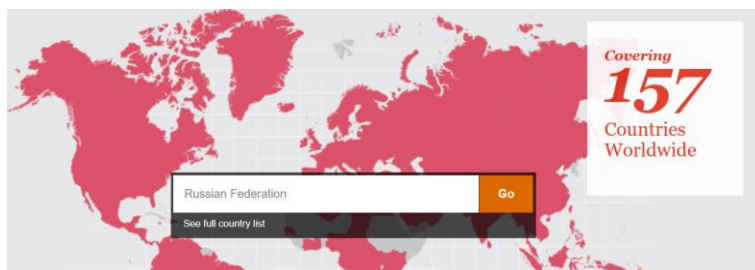 Covering
157
Countries
Worldwide
Russian Federation
Go
See full country list